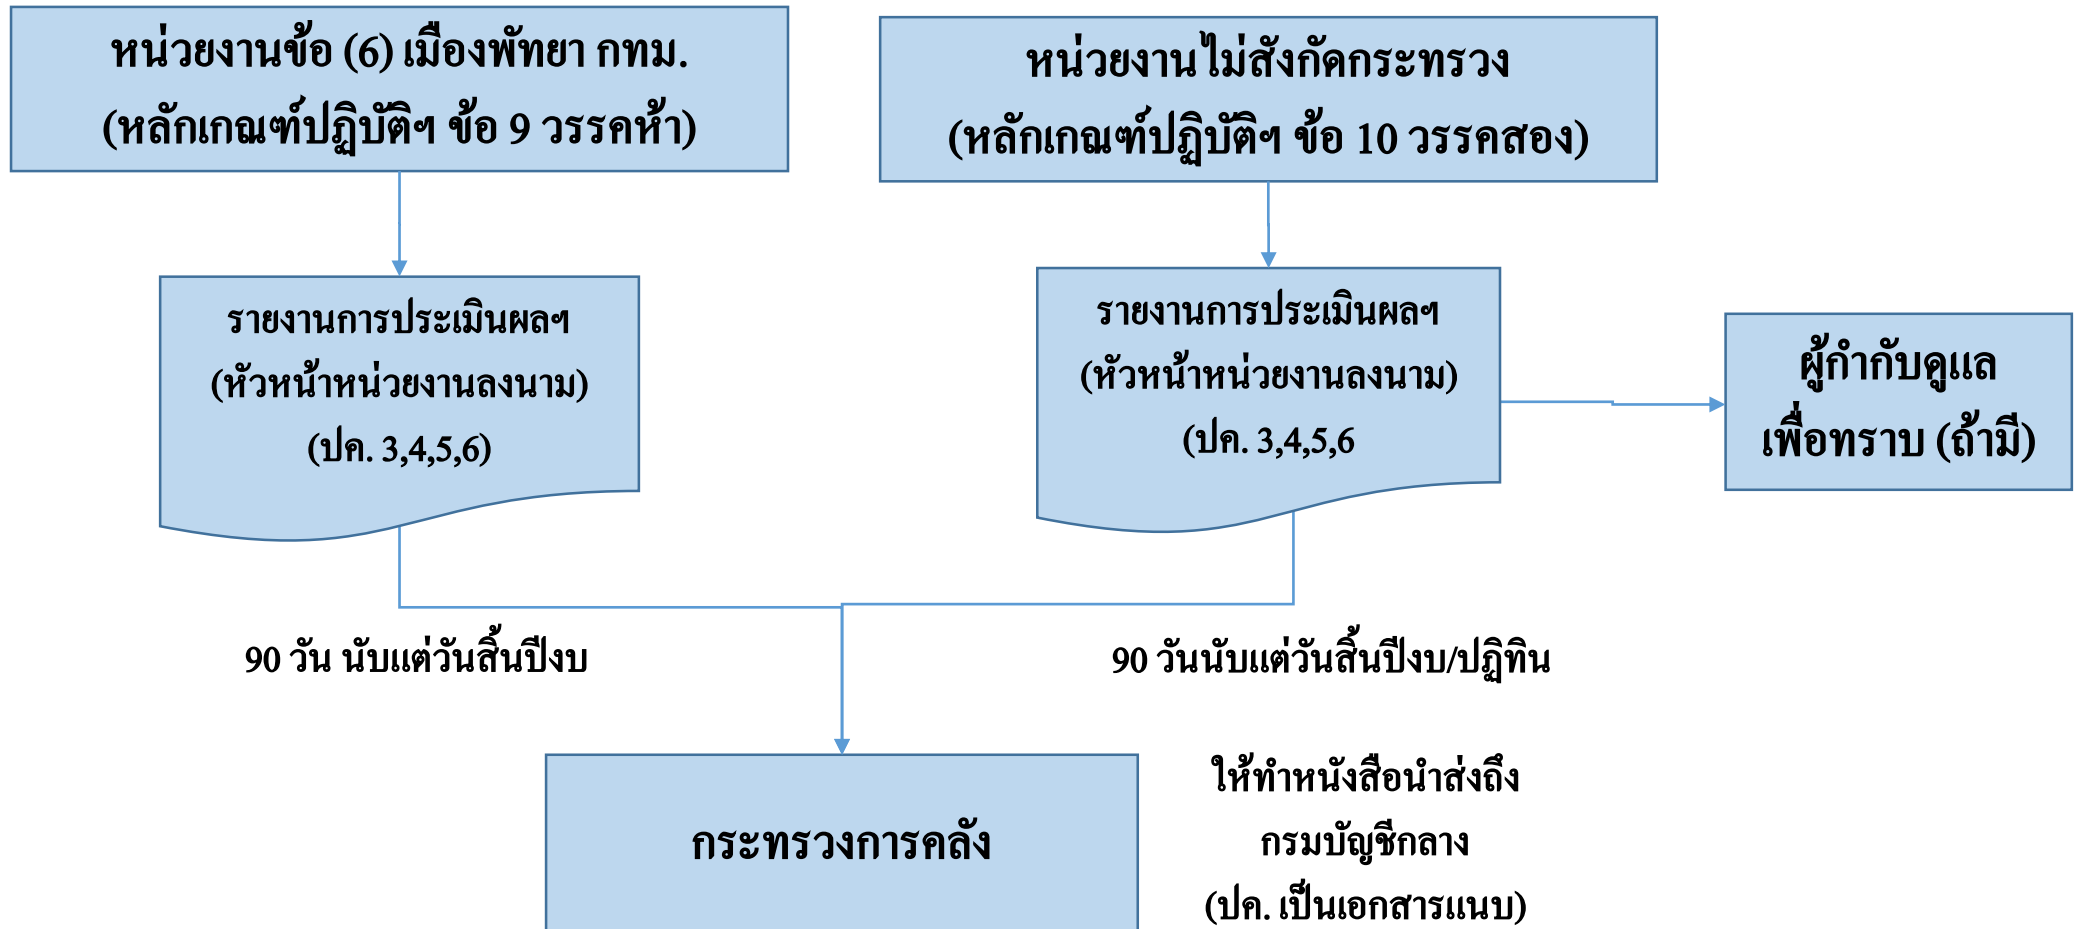 หน่วยงานข้อ (6) เมืองพัทยา กทม.
(หลักเกณฑ์ปฏิบัติฯ ข้อ 9 วรรคห้า)
หน่วยงานไม่สังกัดกระทรวง
(หลักเกณฑ์ปฏิบัติฯ ข้อ 10 วรรคสอง)
รายงานการประเมินผลฯ
(หัวหน้าหน่วยงานลงนาม)
(ปค. 3,4,5,6)
รายงานการประเมินผลฯ
(หัวหน้าหน่วยงานลงนาม)
(ปค. 3,4,5,6
ผู้กำกับดูแล
เพื่อทราบ (ถ้ามี)
90 วัน นับแต่วันสิ้นปีงบ
90 วันนับแต่วันสิ้นปีงบ/ปฏิทิน
กระทรวงการคลัง
ให้ทำหนังสือนำส่งถึง
กรมบัญชีกลาง
(ปค. เป็นเอกสารแนบ)